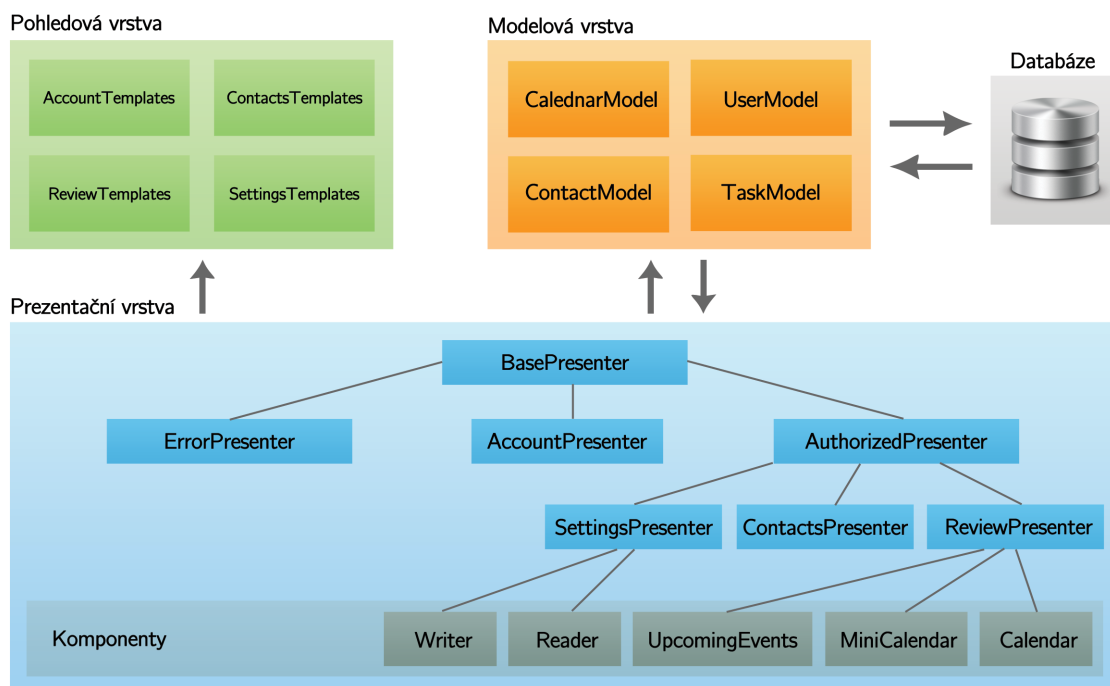 Pohledová vrstva
AccountTemplates
ContactsTemplates
ReviewTemplates
SettingsTemplates
Modelová vrstva
CalednarModel
UserModel
ContactModel
TaskModel
Databáze
Prezentační vrstva
BasePresenter
ErrorPresenter
AccountPresenter
AuthorizedPresenter
SettingsPresenter
ContactsPresenter
ReviewPresenter
Komponenty
Writer
Reader
UpcomingEvents
MiniCalendar
Calendar